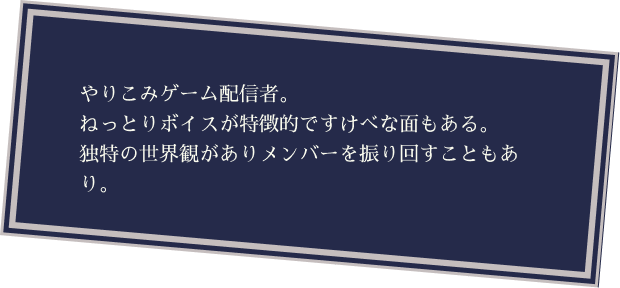 やりこみゲーム配信者。
ねっとりボイスが特徴的ですけべな面もある。
独特の世界観がありメンバーを振り回すこともあ
り。